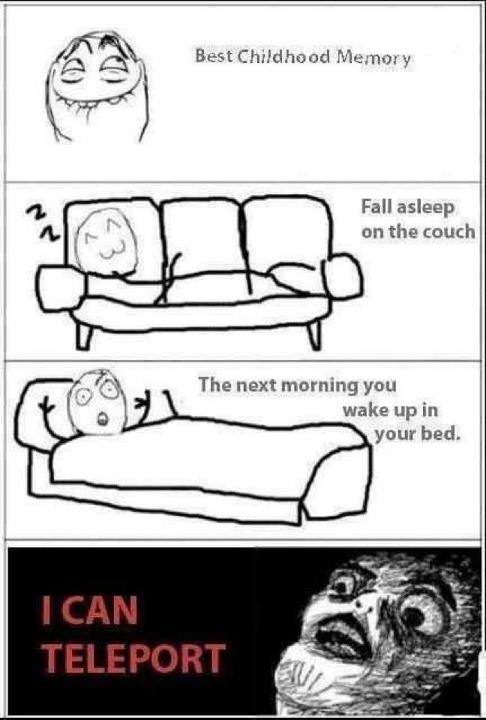 Best Childhood Memory
z
z
Fall asleep
on the couch
The next morning you
wake up in
your bed.
I CAN
TELEPORT